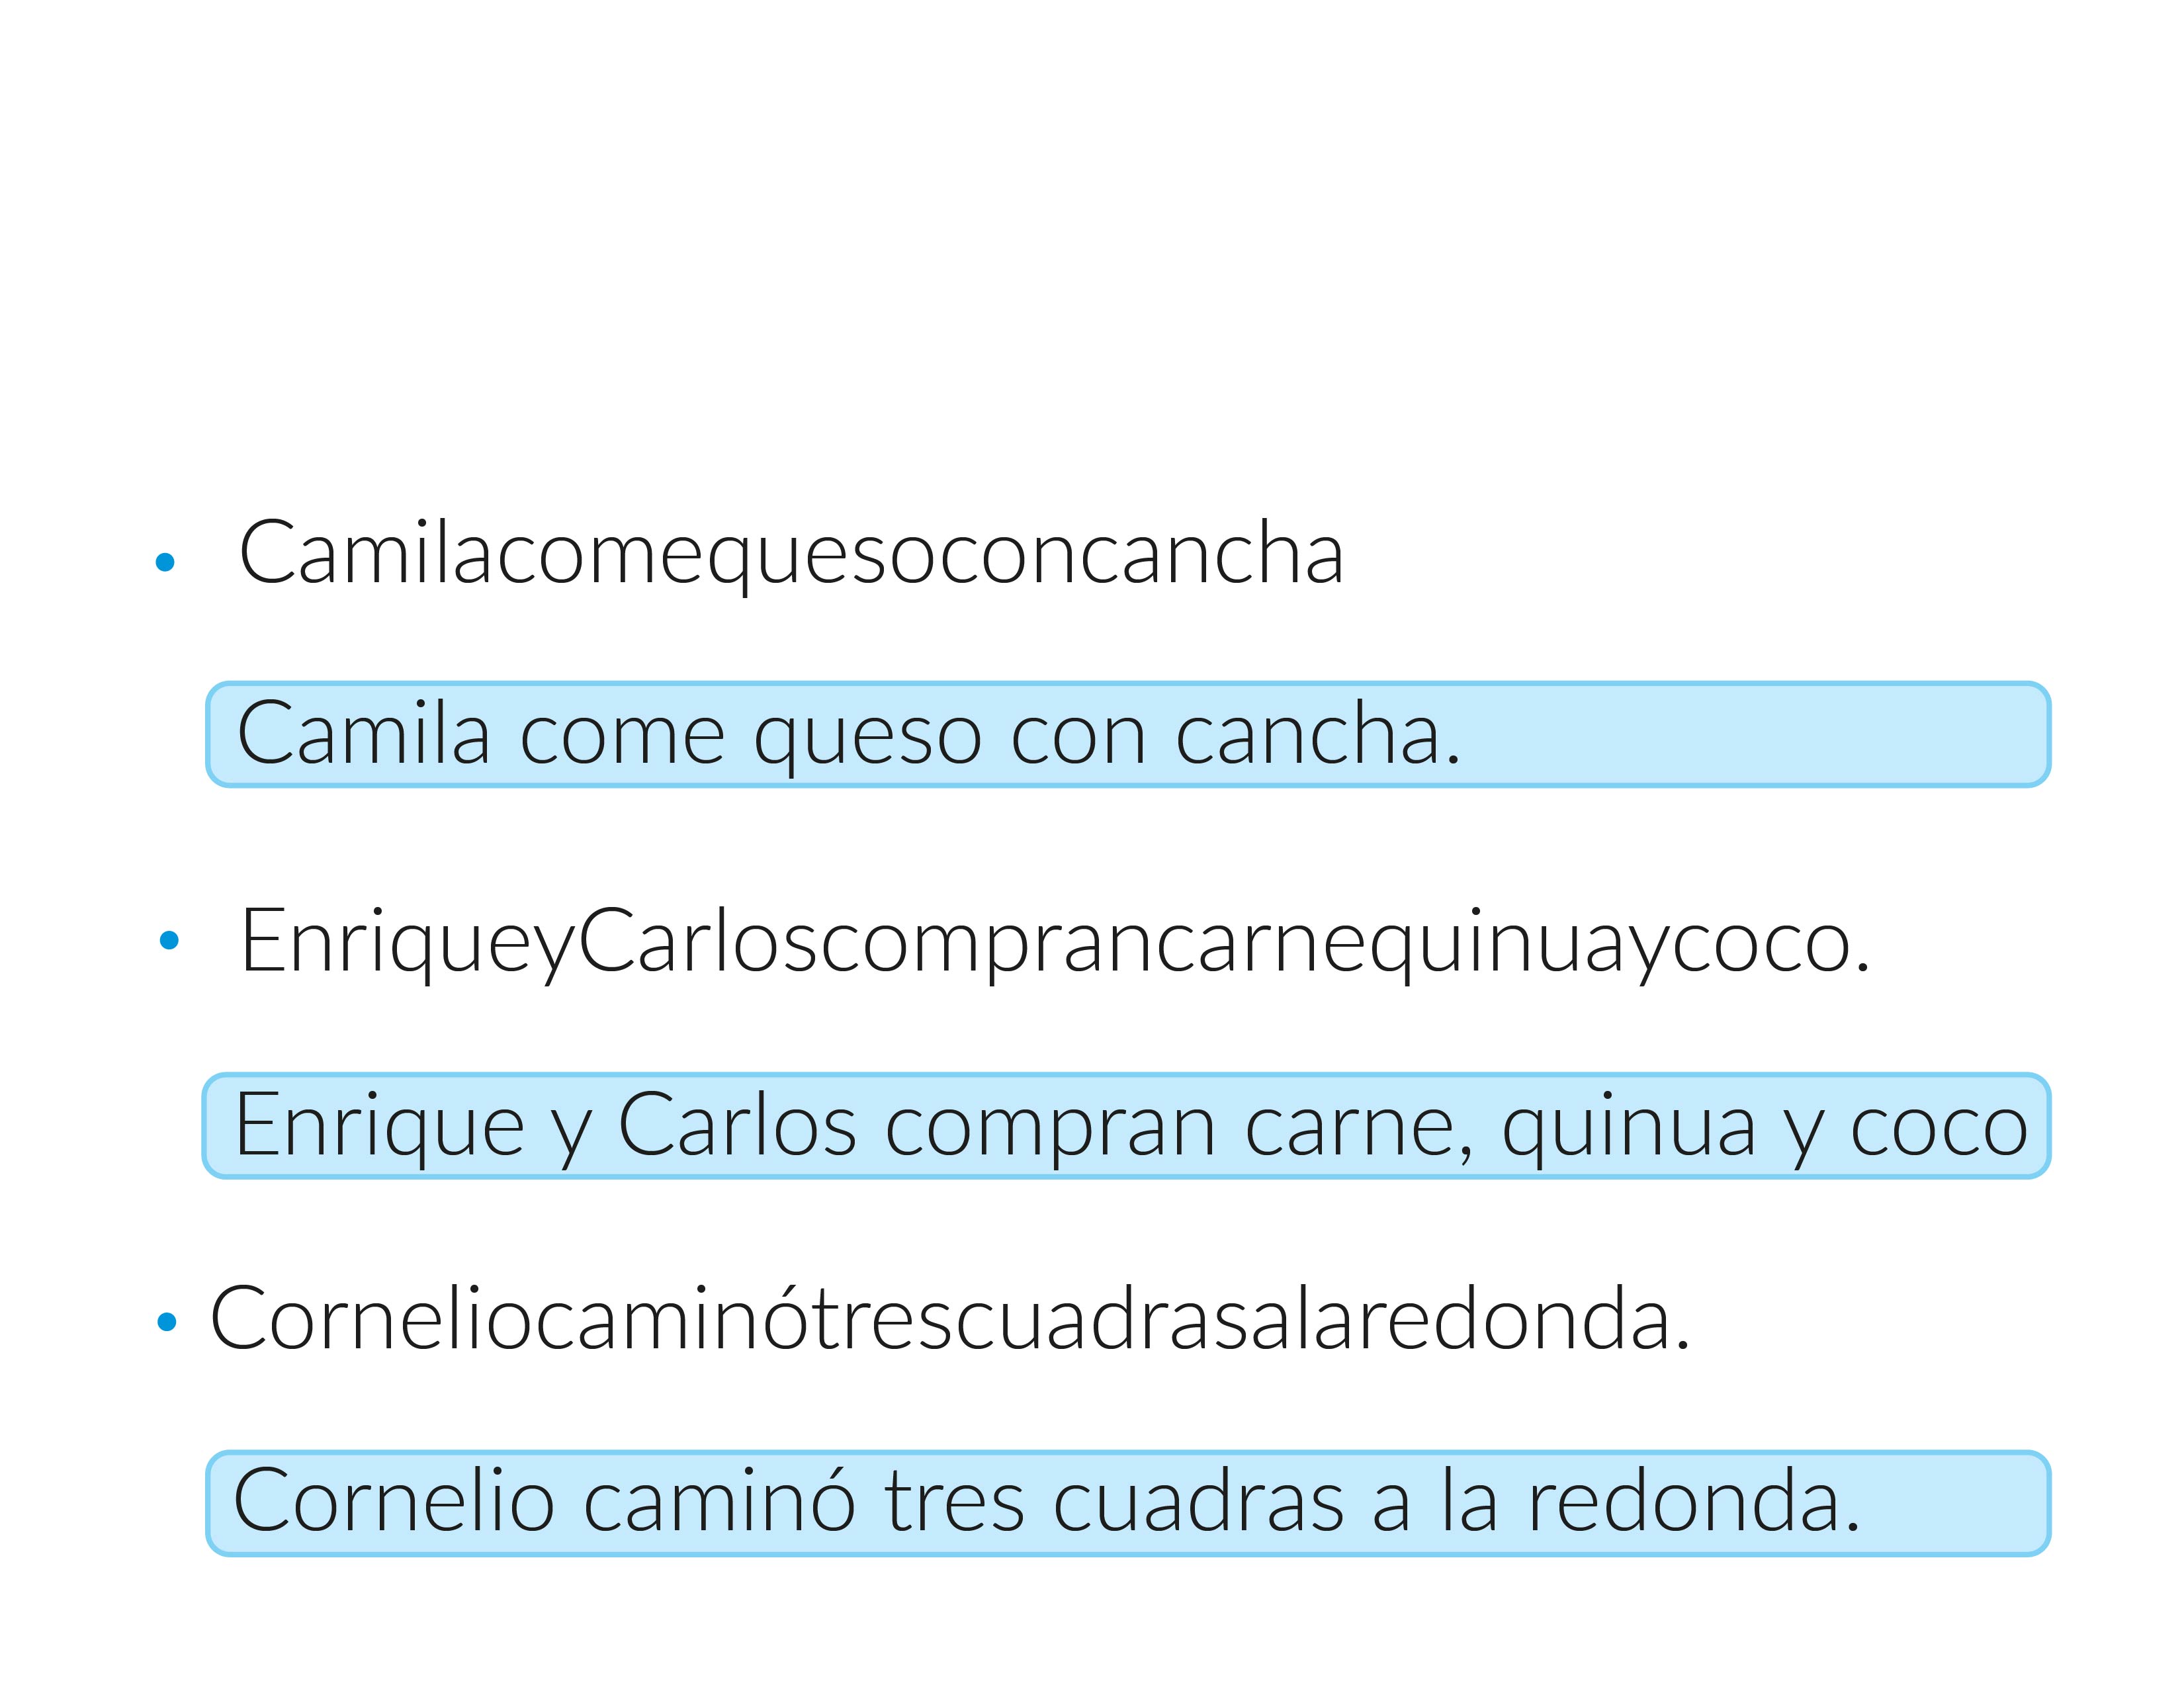 • Camilacomequesoconcancha
Camila come queso con cancha.
• EnriqueyCarloscomprancarnequinuaycoco.
Enrique y Carlos compran carne, quinua y coco
• Corneliocaminótrescuadrasalaredonda.
Cornelio caminó tres cuadras a la redonda.